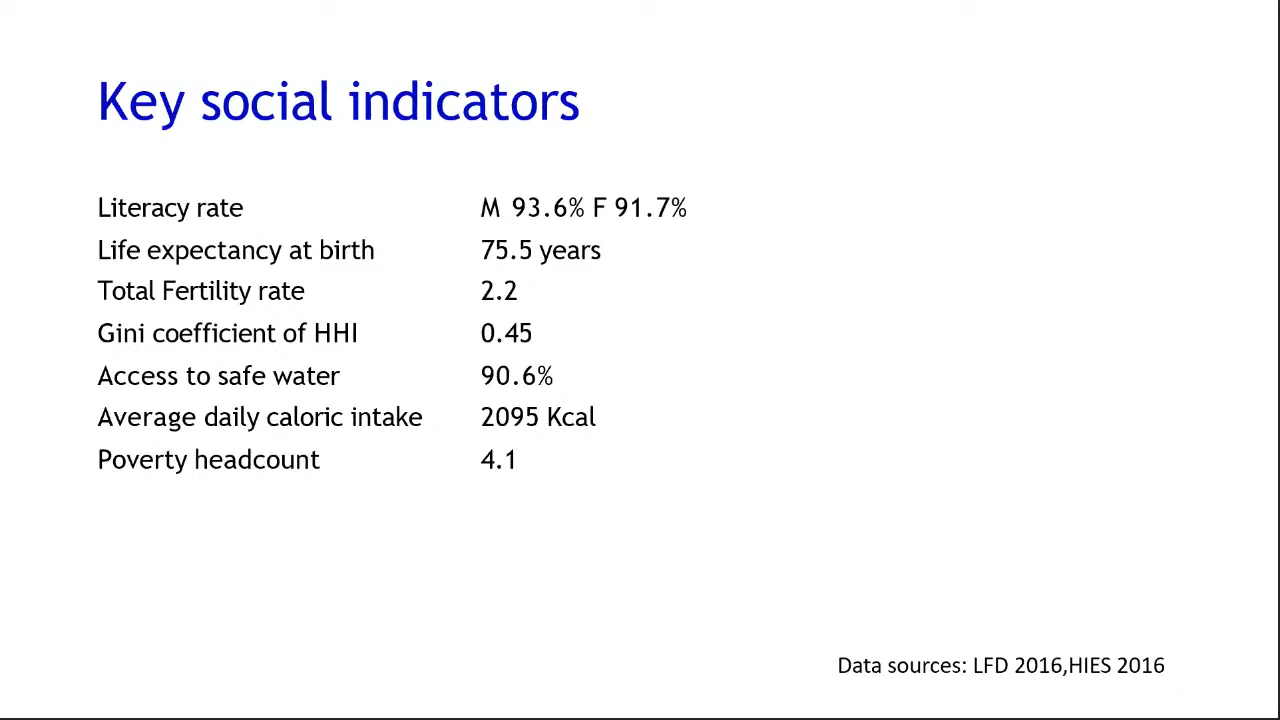 Key social indicators
Literacy rate M 93.6% F 91.7%
Life expectancy at birth 75.5 years
Total Fertility rate 2.2
Gini coefficient of HHI 0.45
Access to safe water 90.6%
Average daily caloric intake 2095 Kcal
Poverty headcount 4.1
Data sources: LFD 2016,HIES 2016